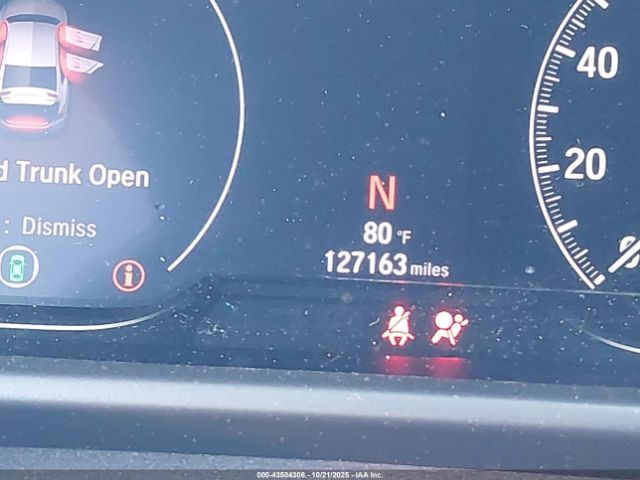 40
d Trunk Open
20
: Dismiss
N
80 °F
127163 miles
000-43504306 - 10/21/2025 - IAA Inc.